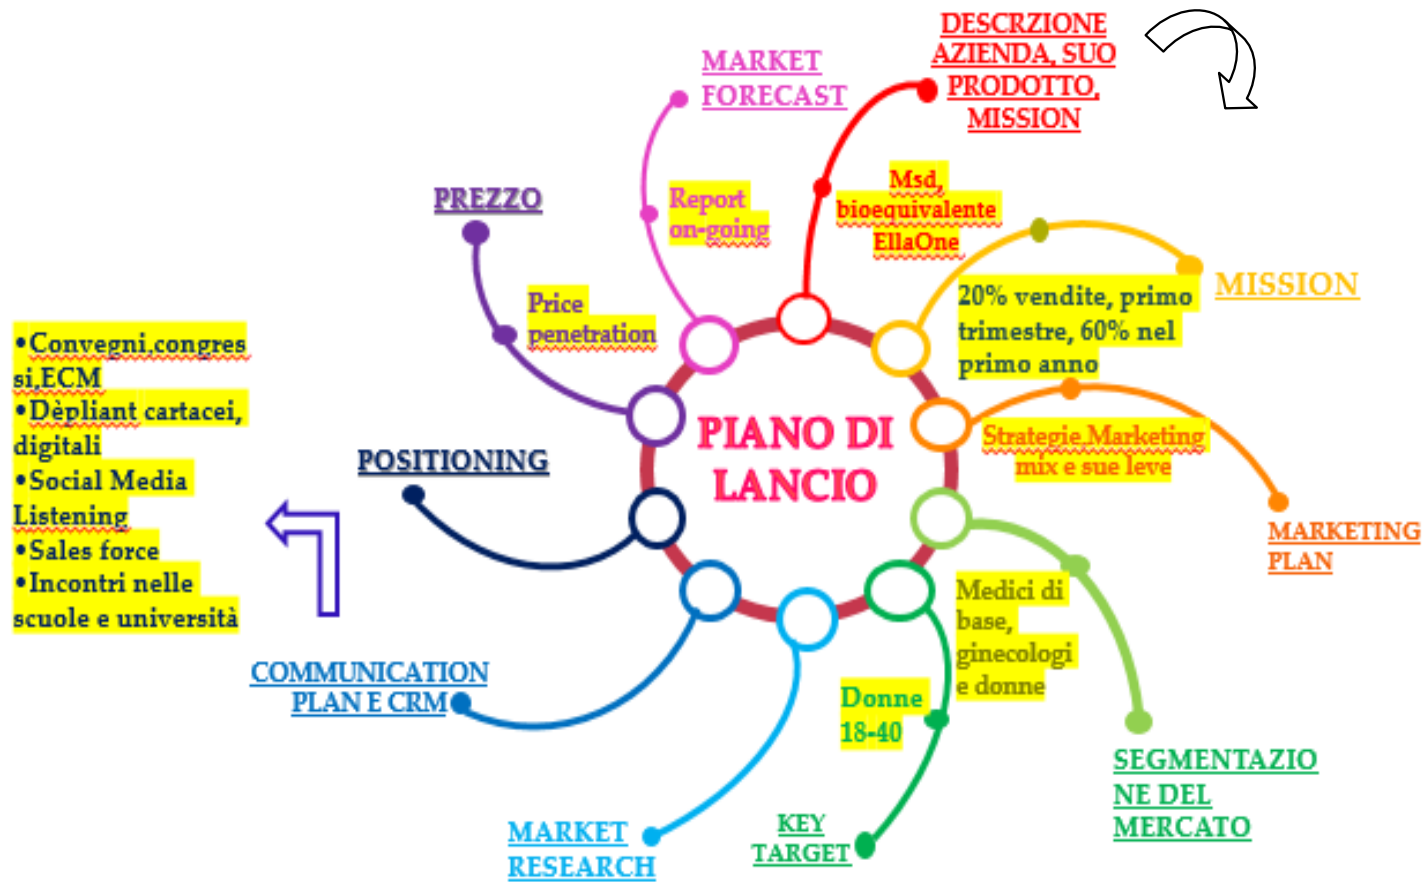 DESCRZIONE
AZIENDA, SUO
PRODOTTO,
MISSION
Msd,
bioequivalente
EllaOne
MISSION
20% vendite, primo
trimestre, 60% nel
primo anno
Strategie,Marketing
mix e sue leve
MARKETING
PLAN
Medici di
base,
ginecologi
e donne
SEGMENTAZIO
NE DEL
MERCATO
Donne
18-40
KEY
TARGET
MARKET
RESEARCH
COMMUNICATION
PLAN E CRM
•Convegni,congres
si,ECM
•Dèpliant cartacei,
digitali
•Social Media
Listening
•Sales force
•Incontri nelle
scuole e università
POSITIONING
PREZZO
Price
penetration
MARKET
FORECAST
Report
on-going
PIANO DI
LANCIO